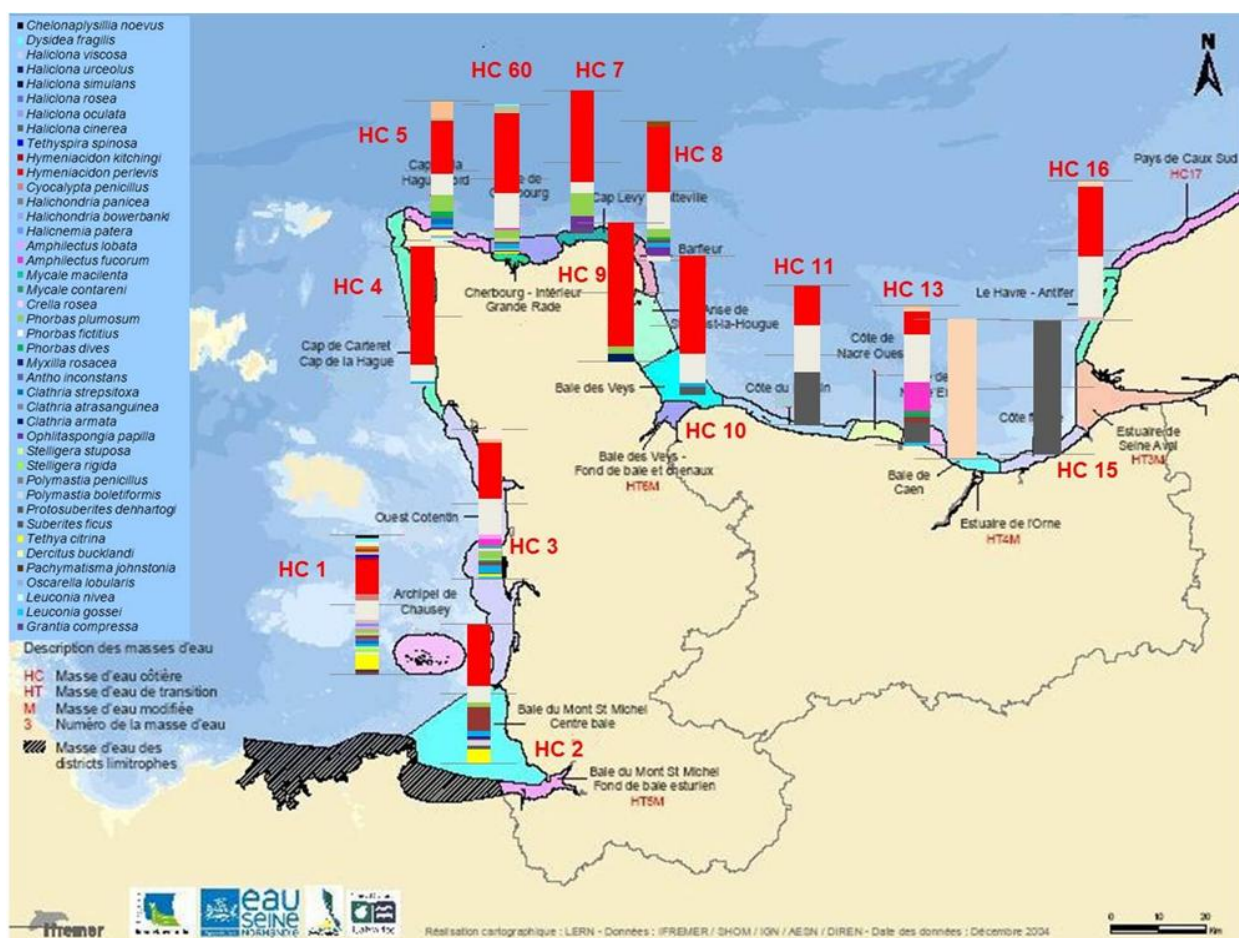 Chelonaplysillia noevus
Dysidea fragilis
Haliclona viscosa
Haliclona urceolus
Haliclona simulans
Haliclona rosea
Haliclona oculata
Haliclona cinerea
Tethyspira spinosa
Hymeniacidon kitchingi
Hymeniacidon perlevis
Cyocalypta penicillus
Halichondria panicea
Halichondria bowerbanki
Halicnemia patera
Amphilectus lobata
Amphilectus fucorum
Mycale macilenta
Mycale contareni
Crella rosea
Phorbas plumosum
Phorbas fictitius
Phorbas dives
Myxilla rosacea
Antho inconstans
Clathria strepsitoxa
Clathria atrasanguinea
Clathria armata
Ophlitaspongia papilla
Stelligera stuposa
Stelligera rigida
Polymastia penicillus
Polymastia boletiformis
Protosuberites dehhartogi
Suberites ficus
Tethya citrina
Dercitus bucklandi
Pachymatisma johnstonia
Oscarella lobularis
Leuconia nivea
Leuconia gossei
Grantia compressa
Description des masses d'eau
HC Masse d'eau côtière
HT Masse d'eau de transition
M Masse d'eau modifiée
3 Numéro de la masse d'eau
Masse d'eau des
districts limitrophes
N
HC 60
HC 7
HC 5
HC 8
HC 16
Pays de Caux Sud
HC17
Cap Levy
Barfleur
HC 9
HC 4
Cherbourg - Intérieur
Grande Rade
HC 11
HC 13
Le Havre - Antifer
Cap de Carteret
Cap de la Hague
Côte de
Nacre Oues
Baie des Veys
HC 10
Baie des Veys -
Fond de baie et chenaux
HT6M
Baie de
Caen
HC 15
Estuaire de
Seine Aval
HT3M
Estuaire de l'Orne
HT4M
Ouest Cotentin
HC 3
HC 1
Archipel de
Chausey
Baie du Mont St Michel
Centre baie
HC 2
Baie du Mont St Michel
Fond de baie esturien
HT5M
Ifremer
eau
SEINE
NORMANDIE
Réalisation cartographique : LERN - Données : IFREMER / SHOM / IGN / AESN / DIREN - Date des données : Décembre 2004
0 10 20
Km